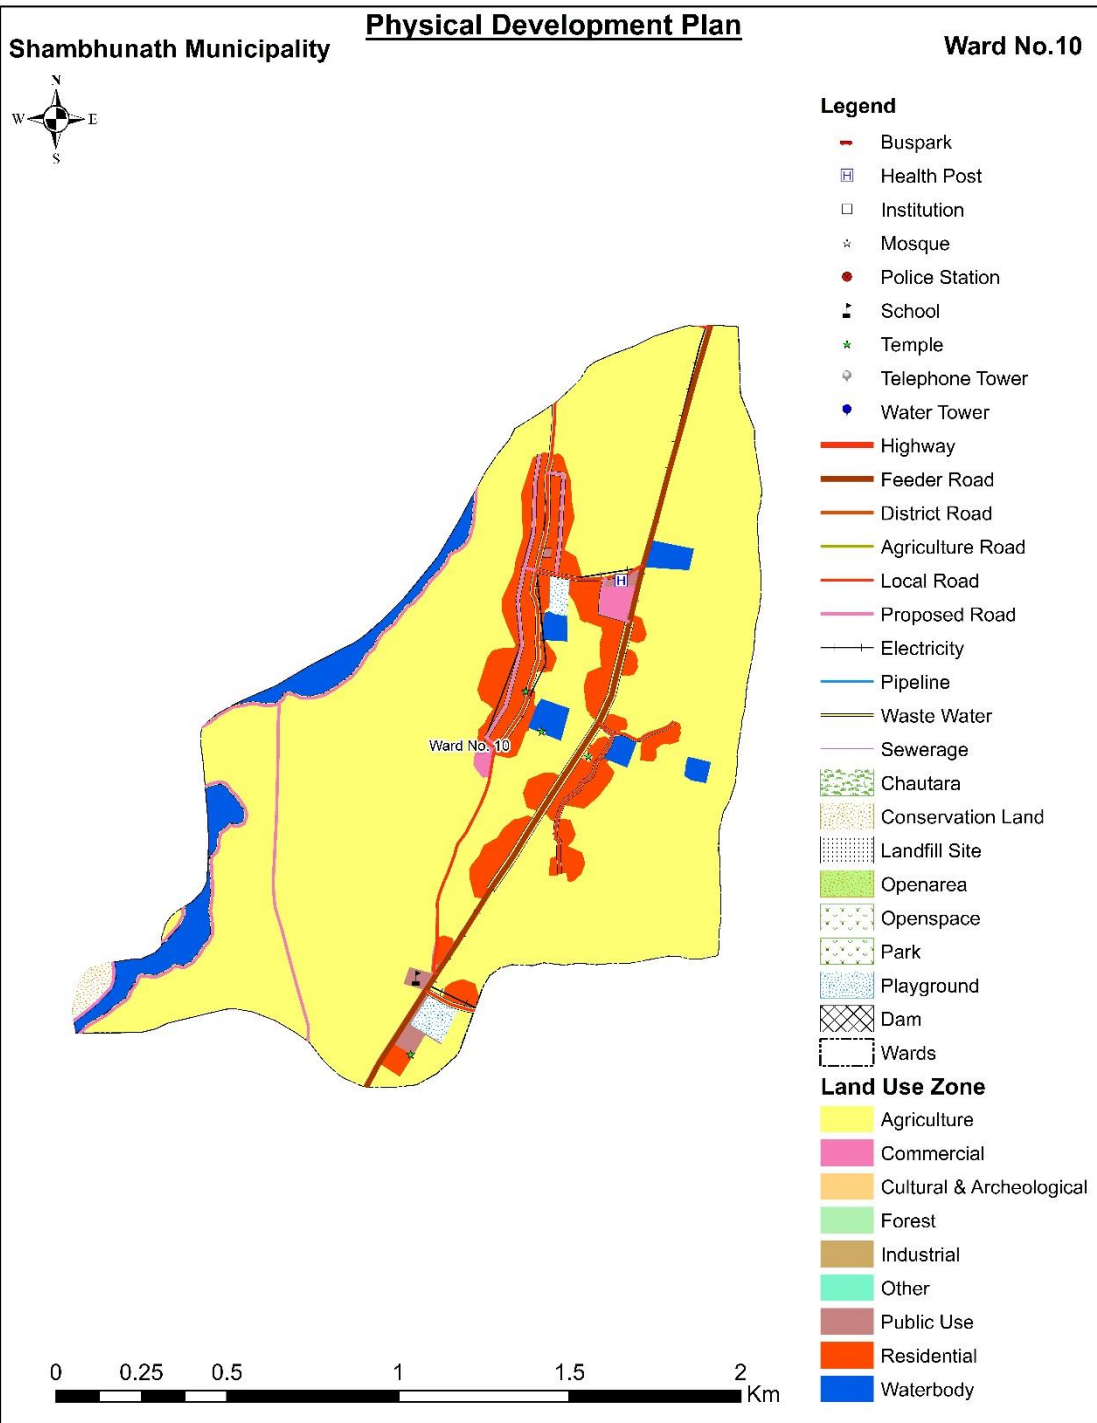 Physical Development Plan
Shambhunath Municipality
Ward No.10
N
W E
S
Legend
Buspark
H Health Post
Institution
Mosque
Police Station
School
Temple
Telephone Tower
Water Tower
Highway
Feeder Road
District Road
Agriculture Road
Local Road
Proposed Road
Electricity
Pipeline
Waste Water
Sewerage
Chautara
Conservation Land
Landfill Site
Openarea
Openspace
Park
Playground
Dam
Wards
Land Use Zone
Agriculture
Commercial
Cultural & Archeological
Forest
Industrial
Other
Public Use
Residential
Waterbody
H
Ward No. 10
0 0.25 0.5 1 1.5 2
Km